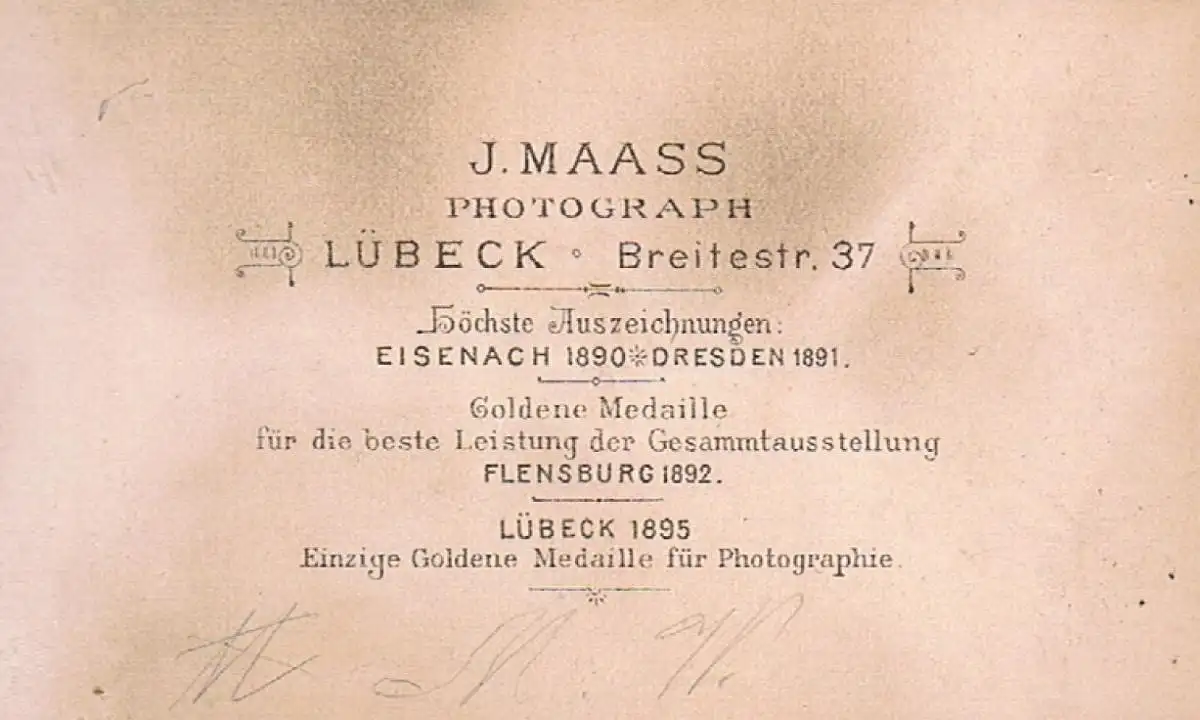 J. MAASS
PHOTOGRAPH
LÜBECK • Breitestr. 37
Höchste Auszeichnungen:
EISENACH 1890 * DRESDEN 1891.
Goldene Medaille
für die beste Leistung der Gesammtausstellung
FLENSBURG 1892.
LÜBECK 1895
Einzige Goldene Medaille für Photographie.